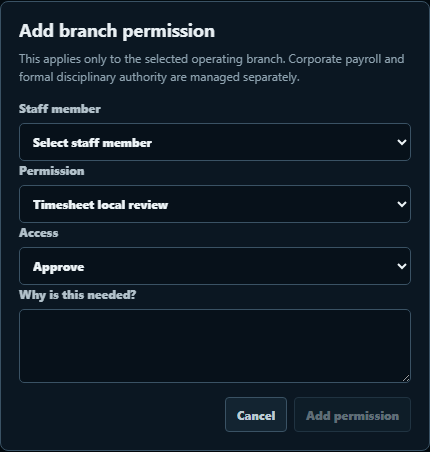 Add branch permission
This applies only to the selected operating branch. Corporate payroll and
formal disciplinary authority are managed separately.
Staff member
Select staff member
Permission
Timesheet local review
Access
Approve
Why is this needed?
Cancel
Add permission